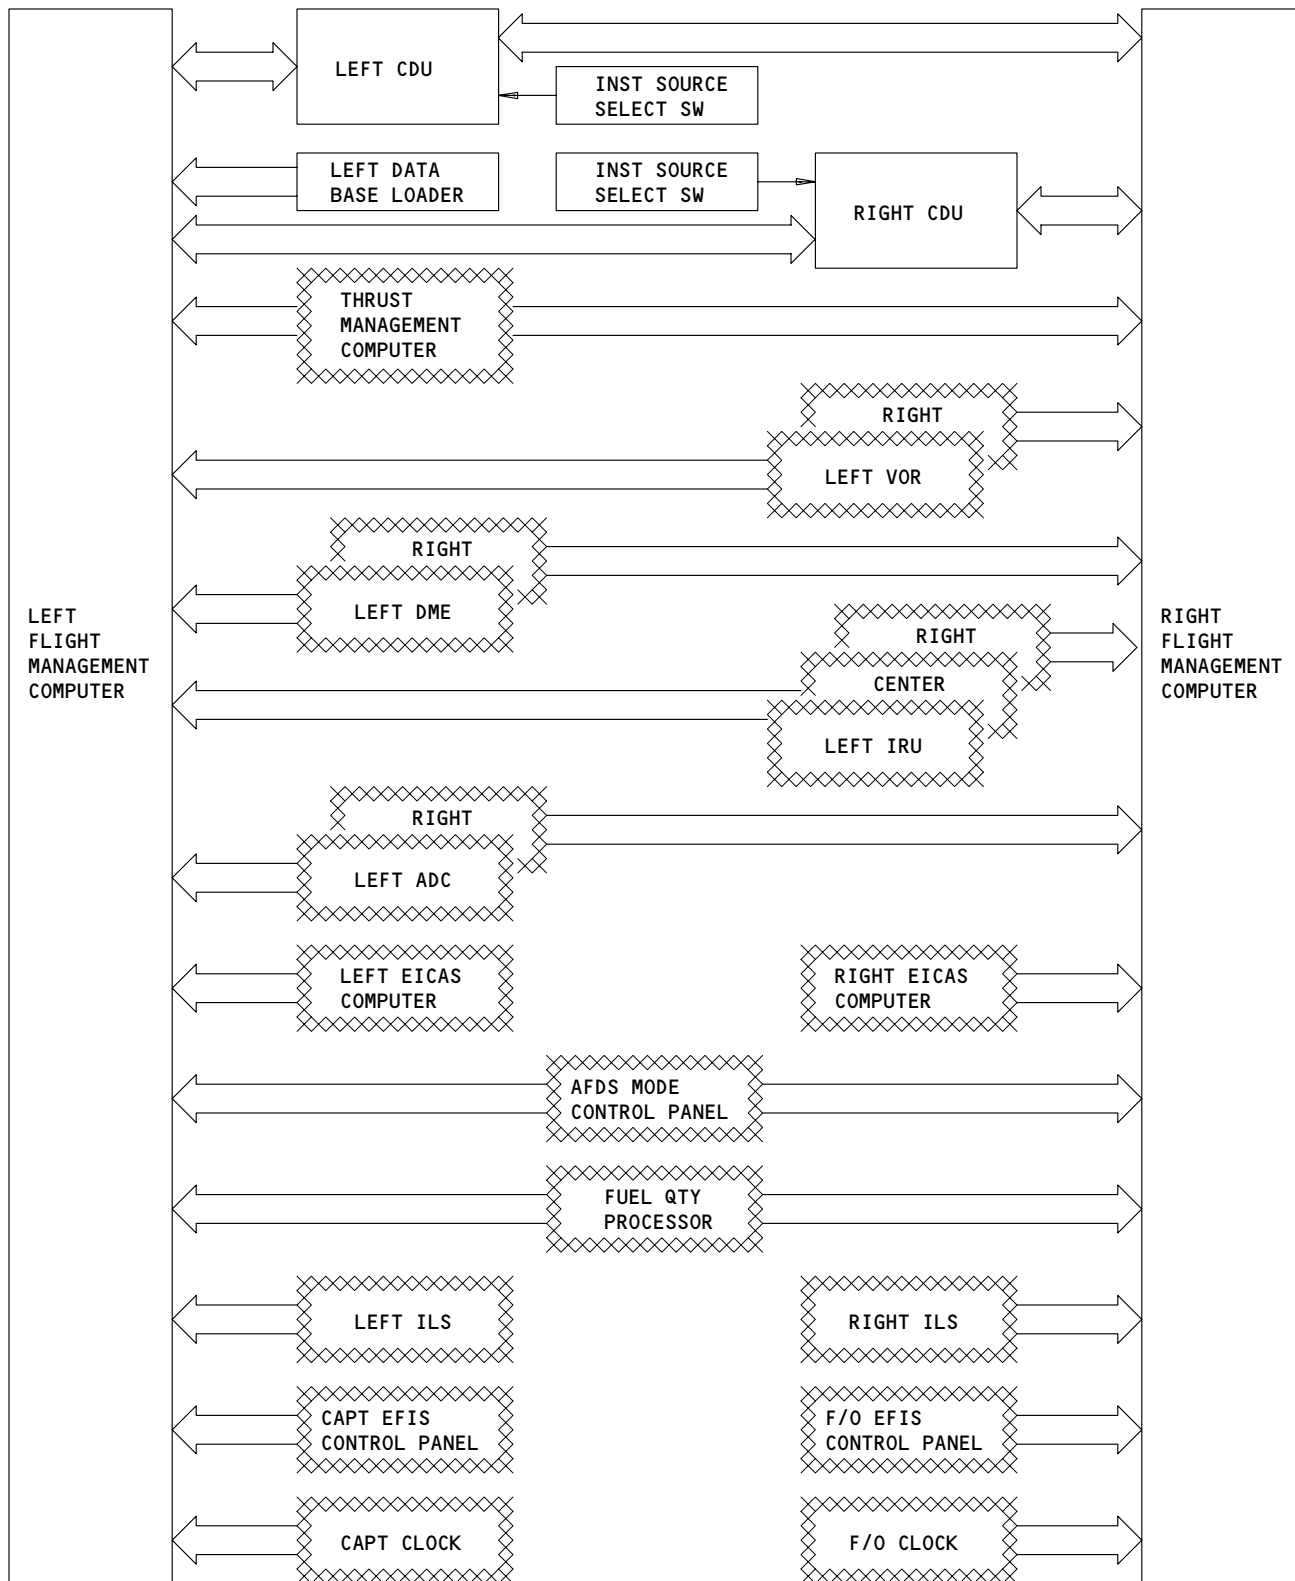 LEFT CDU
INST SOURCE
SELECT SW
LEFT DATA
BASE LOADER
INST SOURCE
SELECT SW
RIGHT CDU
THRUST
MANAGEMENT
COMPUTER
RIGHT
LEFT VOR
RIGHT
LEFT DME
LEFT
FLIGHT
MANAGEMENT
COMPUTER
RIGHT
CENTER
LEFT IRU
RIGHT
FLIGHT
MANAGEMENT
COMPUTER
RIGHT
LEFT ADC
LEFT EICAS
COMPUTER
RIGHT EICAS
COMPUTER
AFDS MODE
CONTROL PANEL
FUEL QTY
PROCESSOR
LEFT ILS
RIGHT ILS
CAPT EFIS
CONTROL PANEL
F/O EFIS
CONTROL PANEL
CAPT CLOCK
F/O CLOCK